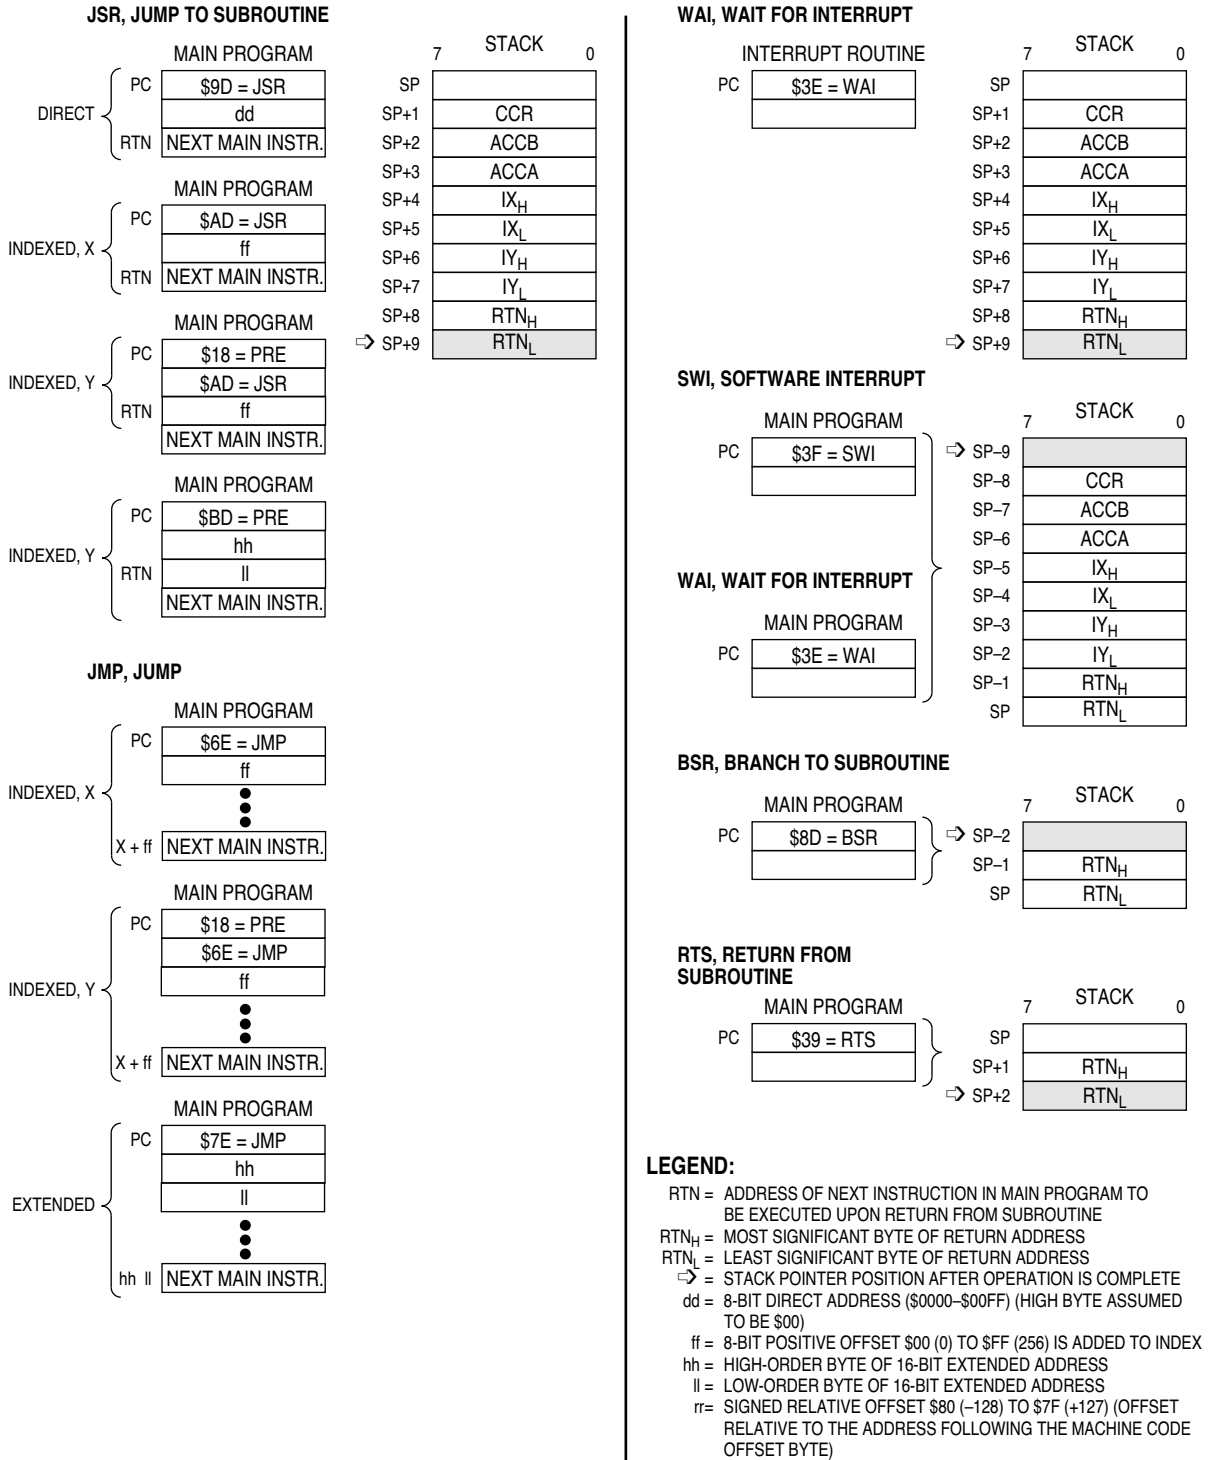 JSR, JUMP TO SUBROUTINE
MAIN PROGRAM
DIRECT
PC $9D = JSR
dd
RTN NEXT MAIN INSTR.
MAIN PROGRAM
INDEXED, X
PC $AD = JSR
ff
RTN NEXT MAIN INSTR.
MAIN PROGRAM
INDEXED, Y
PC $18 = PRE
$AD = JSR
RTN ff
NEXT MAIN INSTR.
MAIN PROGRAM
INDEXED, Y
PC $BD = PRE
hh
RTN ll
NEXT MAIN INSTR.
7 STACK 0
SP
SP+1 CCR
SP+2 ACCB
SP+3 ACCA
SP+4 IXH
SP+5 IXL
SP+6 IYH
SP+7 IYL
SP+8 RTNH
➩ SP+9 RTNL
JMP, JUMP
MAIN PROGRAM
INDEXED, X
PC $6E = JMP
ff
X + ff NEXT MAIN INSTR.
MAIN PROGRAM
INDEXED, Y
PC $18 = PRE
$6E = JMP
ff
X + ff NEXT MAIN INSTR.
MAIN PROGRAM
EXTENDED
PC $7E = JMP
hh
ll
hh ll NEXT MAIN INSTR.
WAI, WAIT FOR INTERRUPT
INTERRUPT ROUTINE
PC $3E = WAI
7 STACK 0
SP
SP+1 CCR
SP+2 ACCB
SP+3 ACCA
SP+4 IXH
SP+5 IXL
SP+6 IYH
SP+7 IYL
SP+8 RTNH
➩ SP+9 RTNL
SWI, SOFTWARE INTERRUPT
MAIN PROGRAM
PC $3F = SWI
WAI, WAIT FOR INTERRUPT
MAIN PROGRAM
PC $3E = WAI
7 STACK 0
➩ SP–9
SP–8 CCR
SP–7 ACCB
SP–6 ACCA
SP–5 IXH
SP–4 IXL
SP–3 IYH
SP–2 IYL
SP–1 RTNH
SP RTNL
BSR, BRANCH TO SUBROUTINE
MAIN PROGRAM
PC $8D = BSR
7 STACK 0
➩ SP–2
SP–1 RTNH
SP RTNL
RTS, RETURN FROM
SUBROUTINE
MAIN PROGRAM
PC $39 = RTS
7 STACK 0
SP
SP+1 RTNH
➩ SP+2 RTNL
LEGEND:
RTN = ADDRESS OF NEXT INSTRUCTION IN MAIN PROGRAM TO
BE EXECUTED UPON RETURN FROM SUBROUTINE
RTNH = MOST SIGNIFICANT BYTE OF RETURN ADDRESS
RTNL = LEAST SIGNIFICANT BYTE OF RETURN ADDRESS
➩ = STACK POINTER POSITION AFTER OPERATION IS COMPLETE
dd = 8-BIT DIRECT ADDRESS ($0000–$00FF) (HIGH BYTE ASSUMED
TO BE $00)
ff = 8-BIT POSITIVE OFFSET $00 (0) TO $FF (256) IS ADDED TO INDEX
hh = HIGH-ORDER BYTE OF 16-BIT EXTENDED ADDRESS
ll = LOW-ORDER BYTE OF 16-BIT EXTENDED ADDRESS
rr= SIGNED RELATIVE OFFSET $80 (–128) TO $7F (+127) (OFFSET
RELATIVE TO THE ADDRESS FOLLOWING THE MACHINE CODE
OFFSET BYTE)